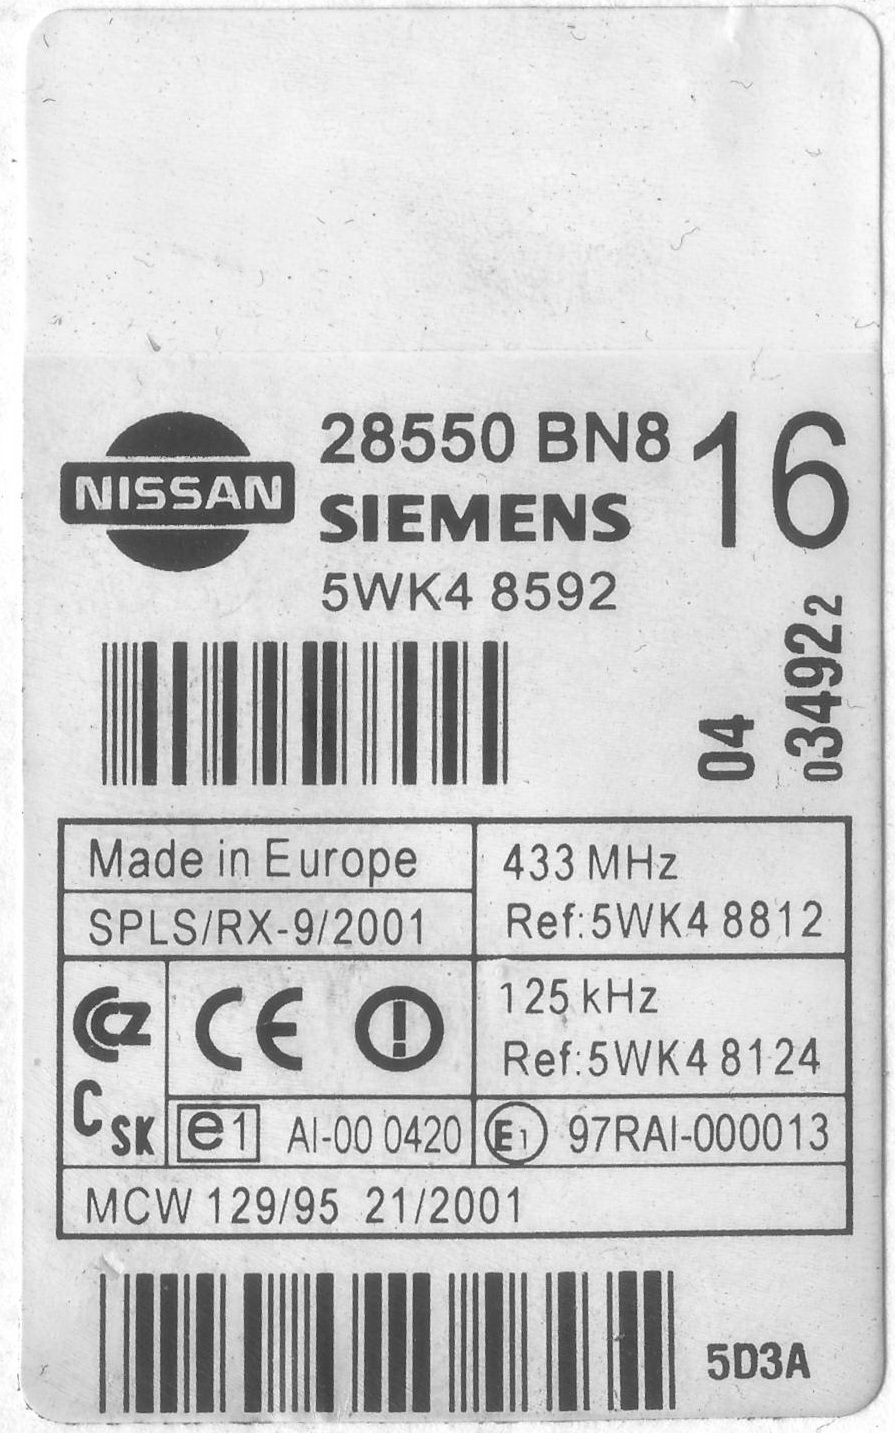 NISSAN
28550 BN8
16
SIEMENS
5WK4 8592
04
034922
Made in Europe
433 MHz
Ref:5WK4 8812
SPLS/RX-9/2001
CZ
CE
125 kHz
Ref:5WK4 8124
C SK
e1
AI-00 0420
E1
97RAI-000013
MCW 129/95 21/2001
5D3A